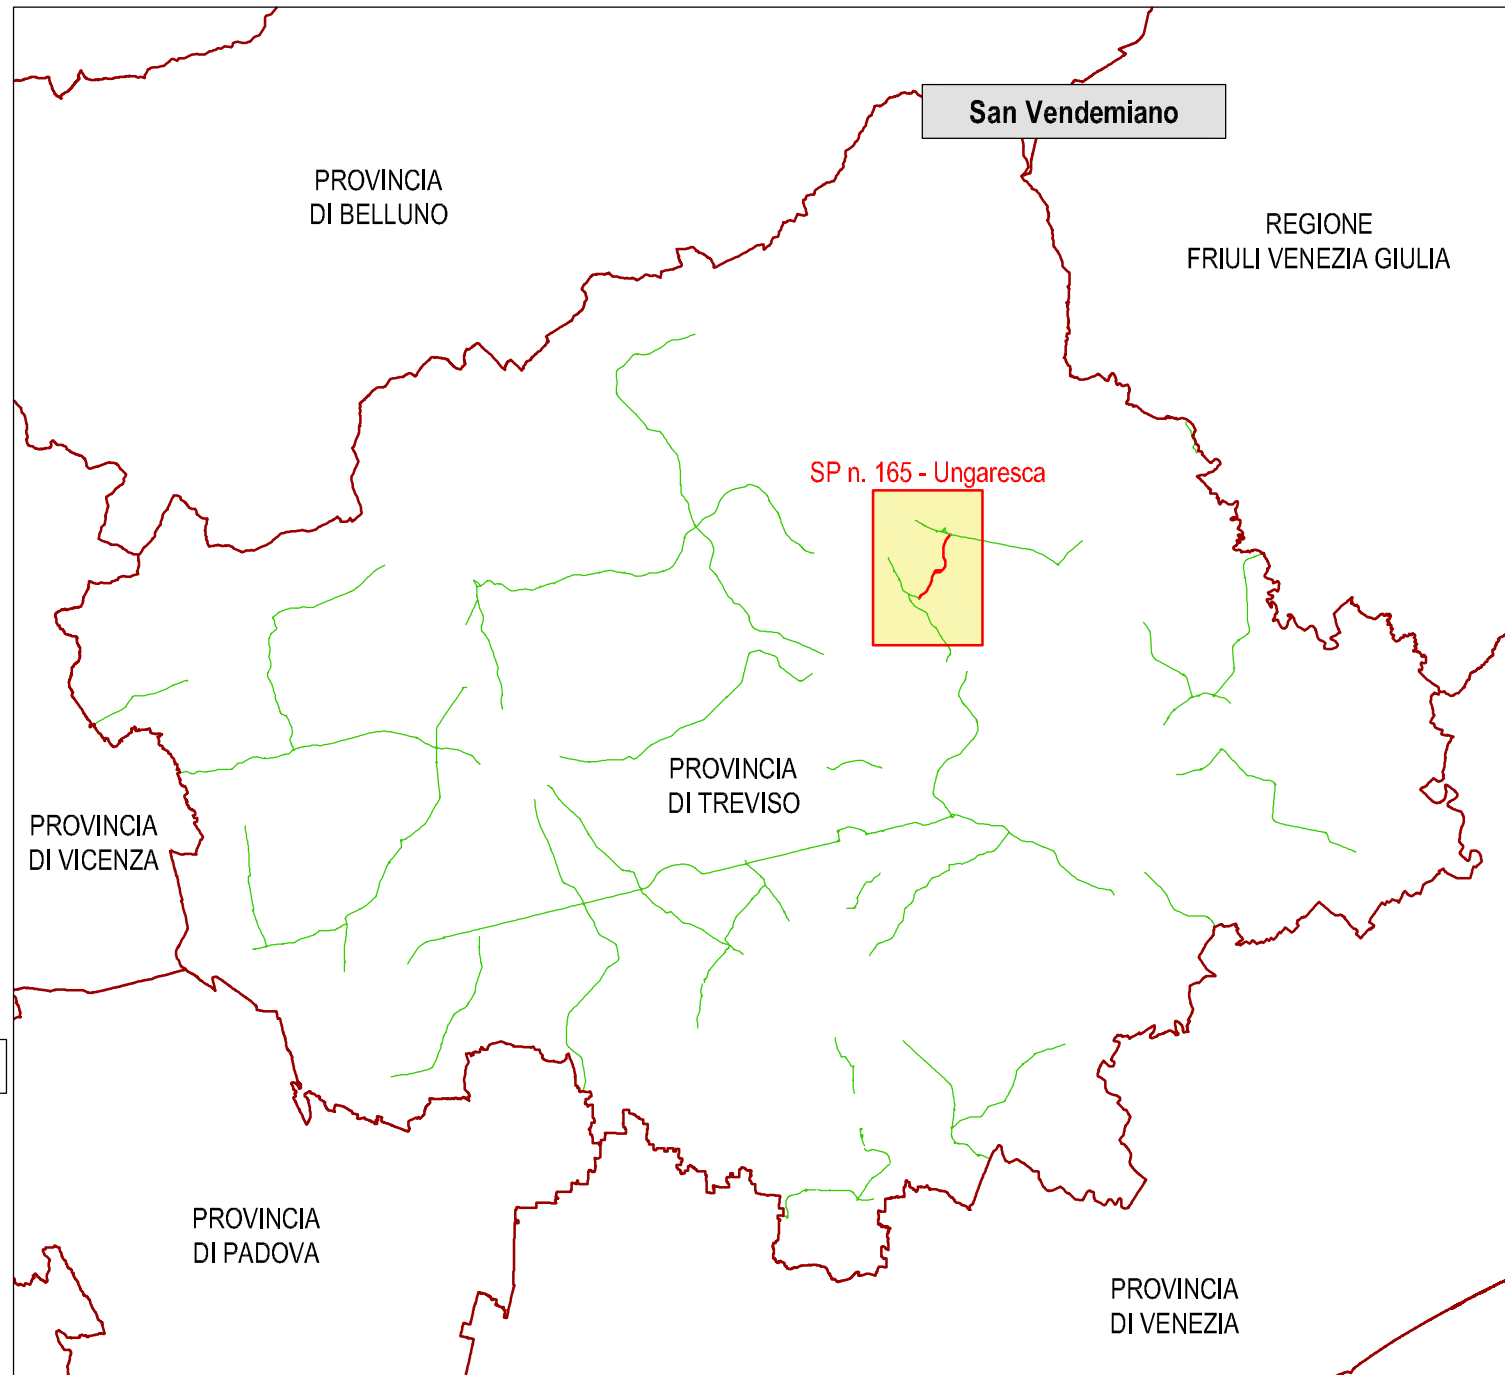 San Vendemiano
PROVINCIA
DI BELLUNO
REGIONE
FRIULI VENEZIA GIULIA
SP n. 165 - Ungaresca
PROVINCIA
DI TREVISO
PROVINCIA
DI VICENZA
PROVINCIA
DI PADOVA
PROVINCIA
DI VENEZIA